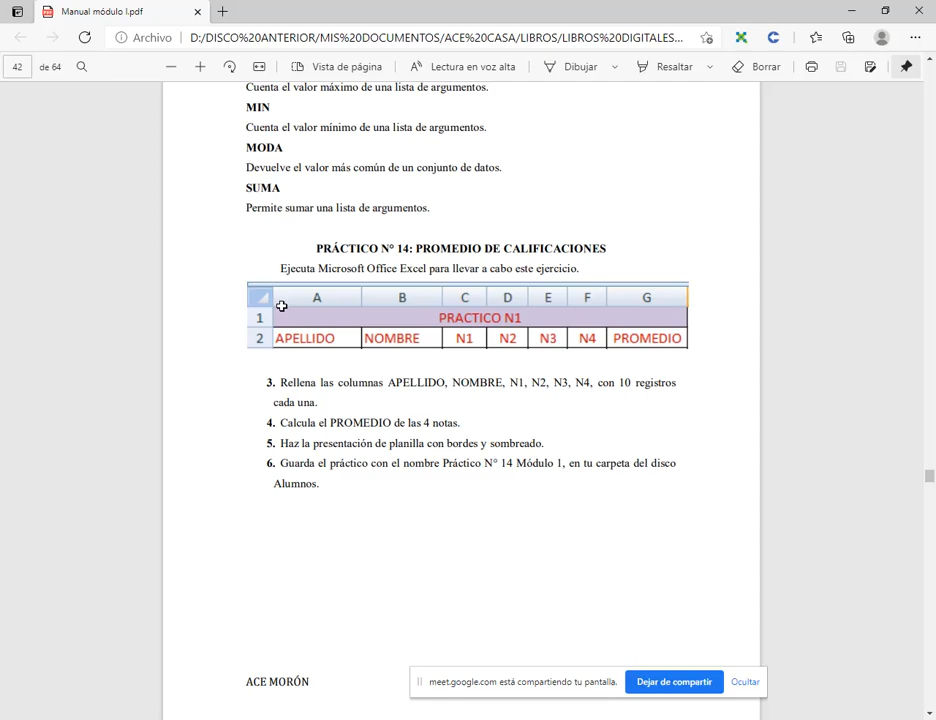 Manual módulo I.pdf
Archivo
D:/DISCO%20ANTERIOR/MIS%20DOCUMENTOS/ACE%20CASA/LIBROS/LIBROS%20DIGITALES...
42 de 64
Vista de página
Lectura en voz alta
Dibujar
Resaltar
Borrar
Cuenta el valor máximo de una lista de argumentos.
MIN
Cuenta el valor mínimo de una lista de argumentos.
MODA
Devuelve el valor más común de un conjunto de datos.
SUMA
Permite sumar una lista de argumentos.
PRÁCTICO N° 14: PROMEDIO DE CALIFICACIONES
Ejecuta Microsoft Office Excel para llevar a cabo este ejercicio.
A B C D E F G
1 PRACTICO N1
2 APELLIDO NOMBRE N1 N2 N3 N4 PROMEDIO
3. Rellena las columnas APELLIDO, NOMBRE, N1, N2, N3, N4, con 10 registros
cada una.
4. Calcula el PROMEDIO de las 4 notas.
5. Haz la presentación de planilla con bordes y sombreado.
6. Guarda el práctico con el nombre Práctico N° 14 Módulo 1, en tu carpeta del disco
Alumnos.
ACE MORÓN
meet.google.com está compartiendo tu pantalla.
Dejar de compartir
Ocultar